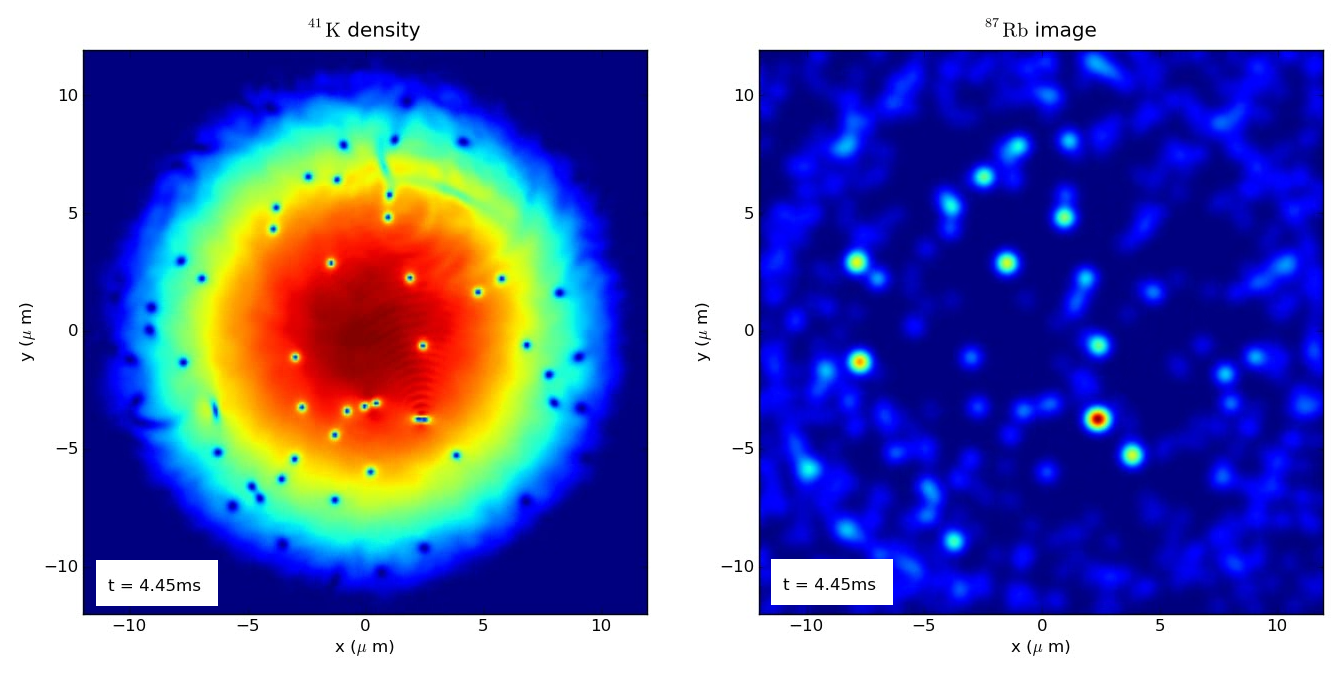 ⁴¹K density
10
5
0
−5
−10
−10 −5 0 5 10
y (μ m)
x (μ m)
t = 4.45ms
⁸⁷Rb image
10
5
0
−5
−10
−10 −5 0 5 10
y (μ m)
x (μ m)
t = 4.45ms